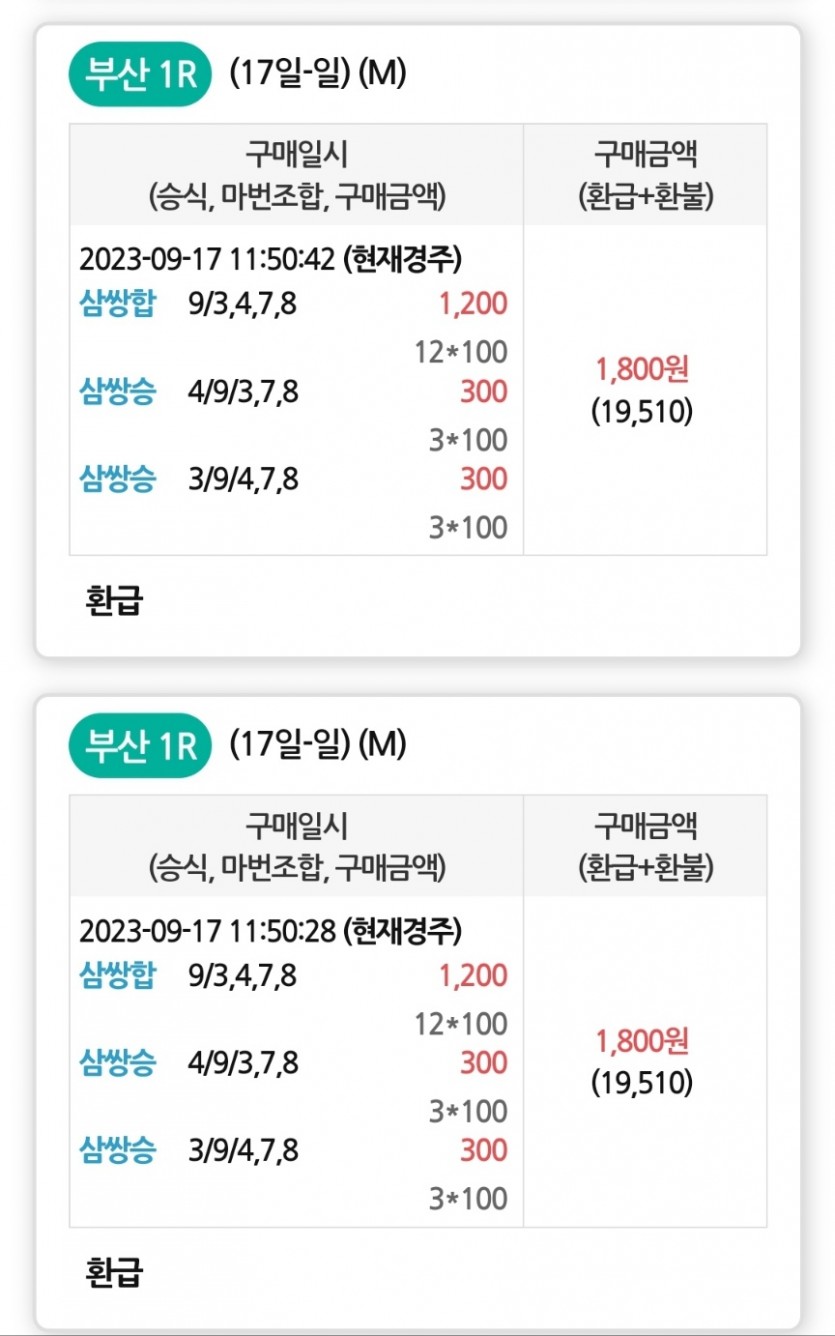 부산 1R (17일-일) (M)
구매일시
(승식, 마번조합, 구매금액)
구매금액
(환급+환불)
2023-09-17 11:50:42 (현재경주)
삼쌍합 9/3,4,7,8 1,200
12*100
삼쌍승 4/9/3,7,8 300
3*100
삼쌍승 3/9/4,7,8 300
3*100
1,800원
(19,510)
환급
부산 1R (17일-일) (M)
구매일시
(승식, 마번조합, 구매금액)
구매금액
(환급+환불)
2023-09-17 11:50:28 (현재경주)
삼쌍합 9/3,4,7,8 1,200
12*100
삼쌍승 4/9/3,7,8 300
3*100
삼쌍승 3/9/4,7,8 300
3*100
1,800원
(19,510)
환급